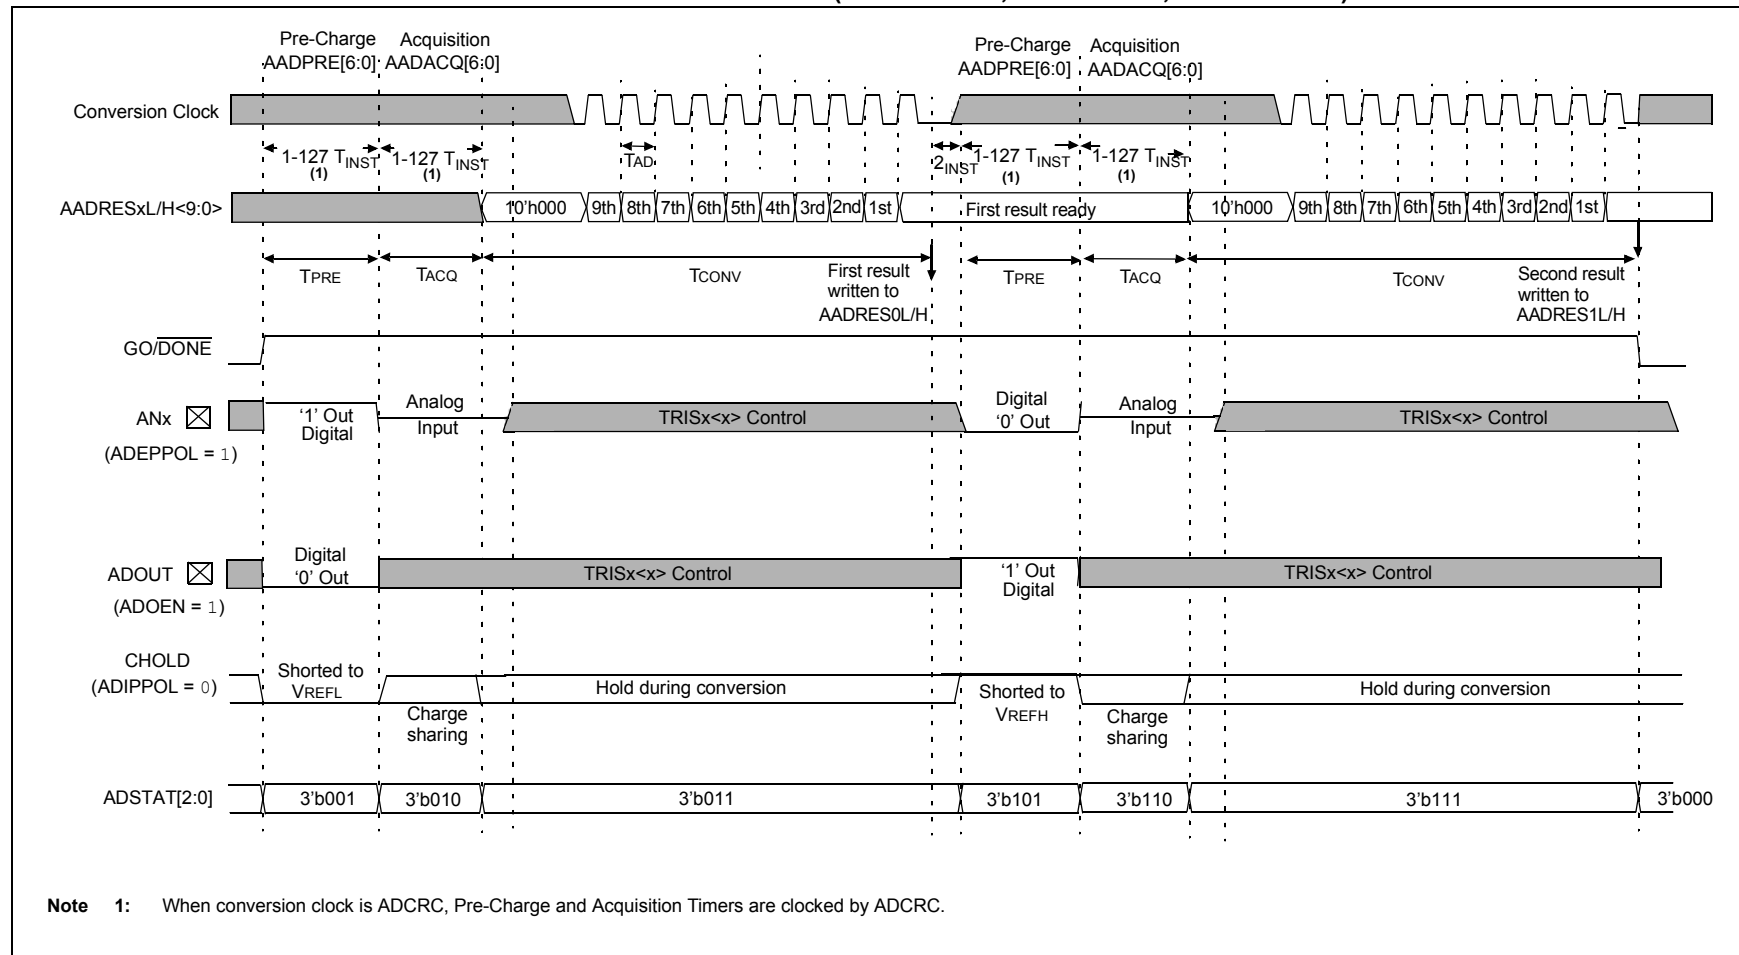 Pre-Charge Acquisition Pre-Charge Acquisition
AADPRE[6:0] AADACQ[6:0] AADPRE[6:0] AADACQ[6:0]
Conversion Clock
1-127 TINST 1-127 TINST TAD 2INST 1-127 TINST 1-127 TINST
(1) (1) (1) (1)
AADRESxL/H<9:0> 10'h000 9th 8th 7th 6th 5th 4th 3rd 2nd 1st First result ready 10'h000 9th 8th 7th 6th 5th 4th 3rd 2nd 1st
TPRE TACQ TCONV First result TPRE TACQ TCONV Second result
written to written to
AADRES0L/H AADRES1L/H
GO/DONE
ANx '1' Out Analog TRISx<x> Control Digital Analog TRISx<x> Control
Digital Input '0' Out Input
(ADEPPOL = 1)
ADOUT Digital TRISx<x> Control '1' Out TRISx<x> Control
'0' Out Digital
(ADOEN = 1)
CHOLD
(ADIPPOL = 0) Shorted to Hold during conversion Shorted to Hold during conversion
VREFL VREFH
Charge Charge
sharing sharing
ADSTAT[2:0] 3'b001 3'b010 3'b011 3'b101 3'b110 3'b111 3'b000
Note 1: When conversion clock is ADCRC, Pre-Charge and Acquisition Timers are clocked by ADCRC.